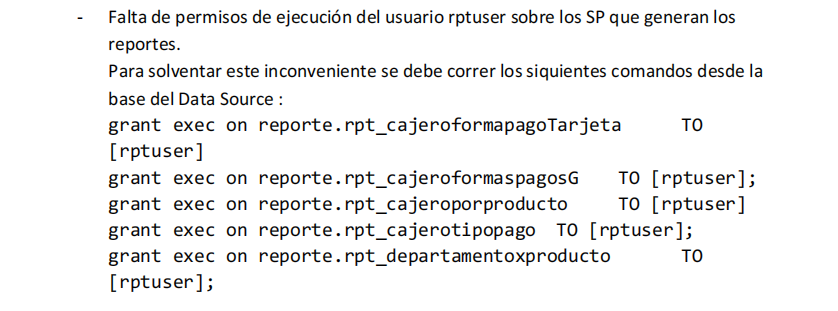 - Falta de permisos de ejecución del usuario rptuser sobre los SP que generan los
reportes.
Para solventar este inconveniente se debe correr los siquientes comandos desde la
base del Data Source :
grant exec on reporte.rpt_cajeroformapagoTarjeta TO
[rptuser]
grant exec on reporte.rpt_cajeroformaspagosG TO [rptuser];
grant exec on reporte.rpt_cajeroporproducto TO [rptuser]
grant exec on reporte.rpt_cajerotipopago TO [rptuser];
grant exec on reporte.rpt_departamentoxproducto TO
[rptuser];